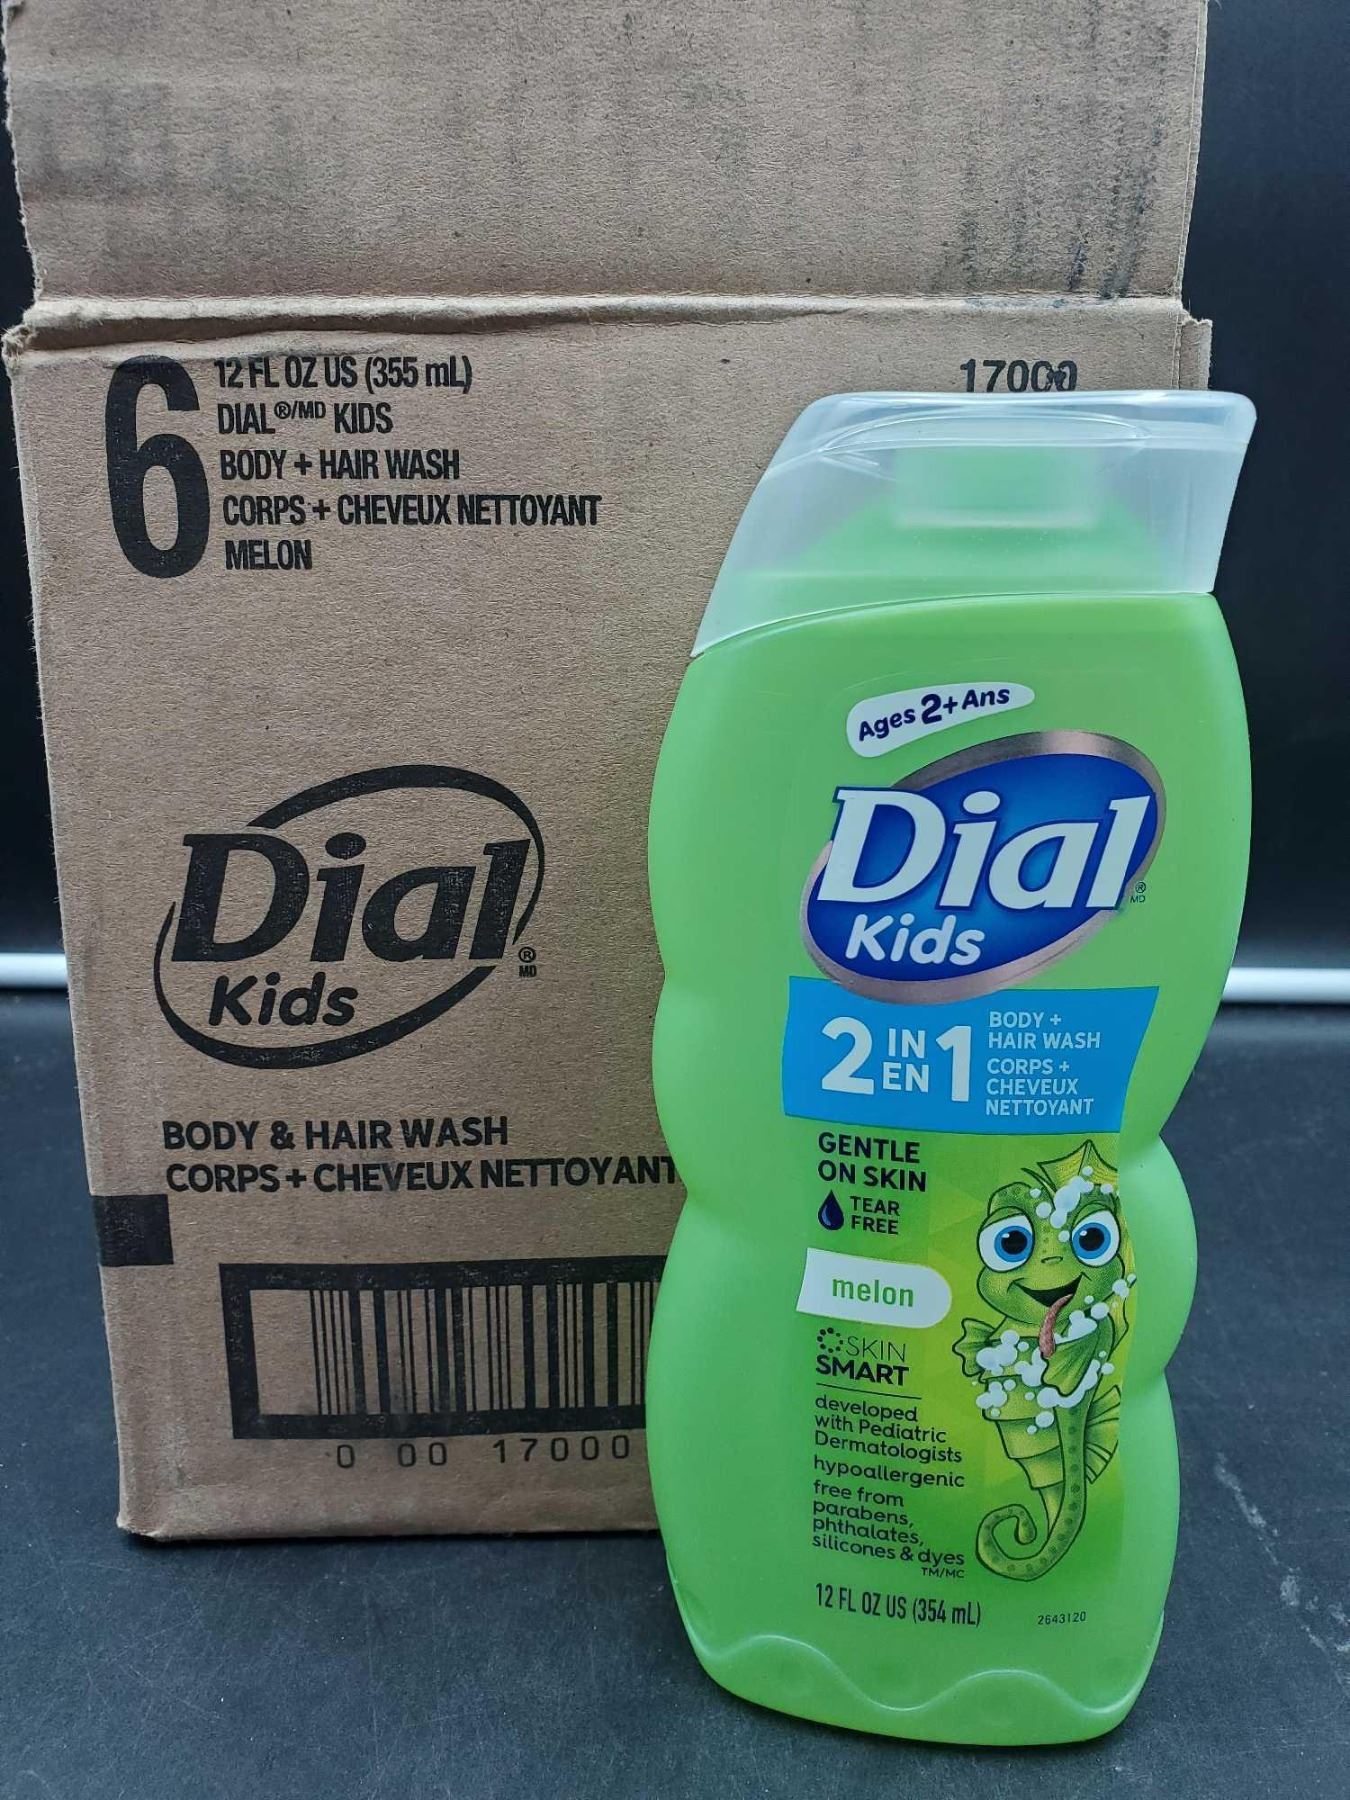 6
12 FL OZ US (355 mL)
DIAL®/MD KIDS
BODY + HAIR WASH
CORPS + CHEVEUX NETTOYANT
MELON
17000
Dial
Kids
®
MD
BODY & HAIR WASH
CORPS + CHEVEUX NETTOYANT
0 00 17000
Ages 2+ Ans
Dial
Kids
®
MD
2 IN EN 1
BODY +
HAIR WASH
CORPS +
CHEVEUX
NETTOYANT
GENTLE
ON SKIN
TEAR
FREE
melon
SKIN
SMART
developed
with Pediatric
Dermatologists
hypoallergenic
free from
parabens,
phthalates,
silicones & dyes
TM/MC
12 FL OZ US (354 mL)
2643120